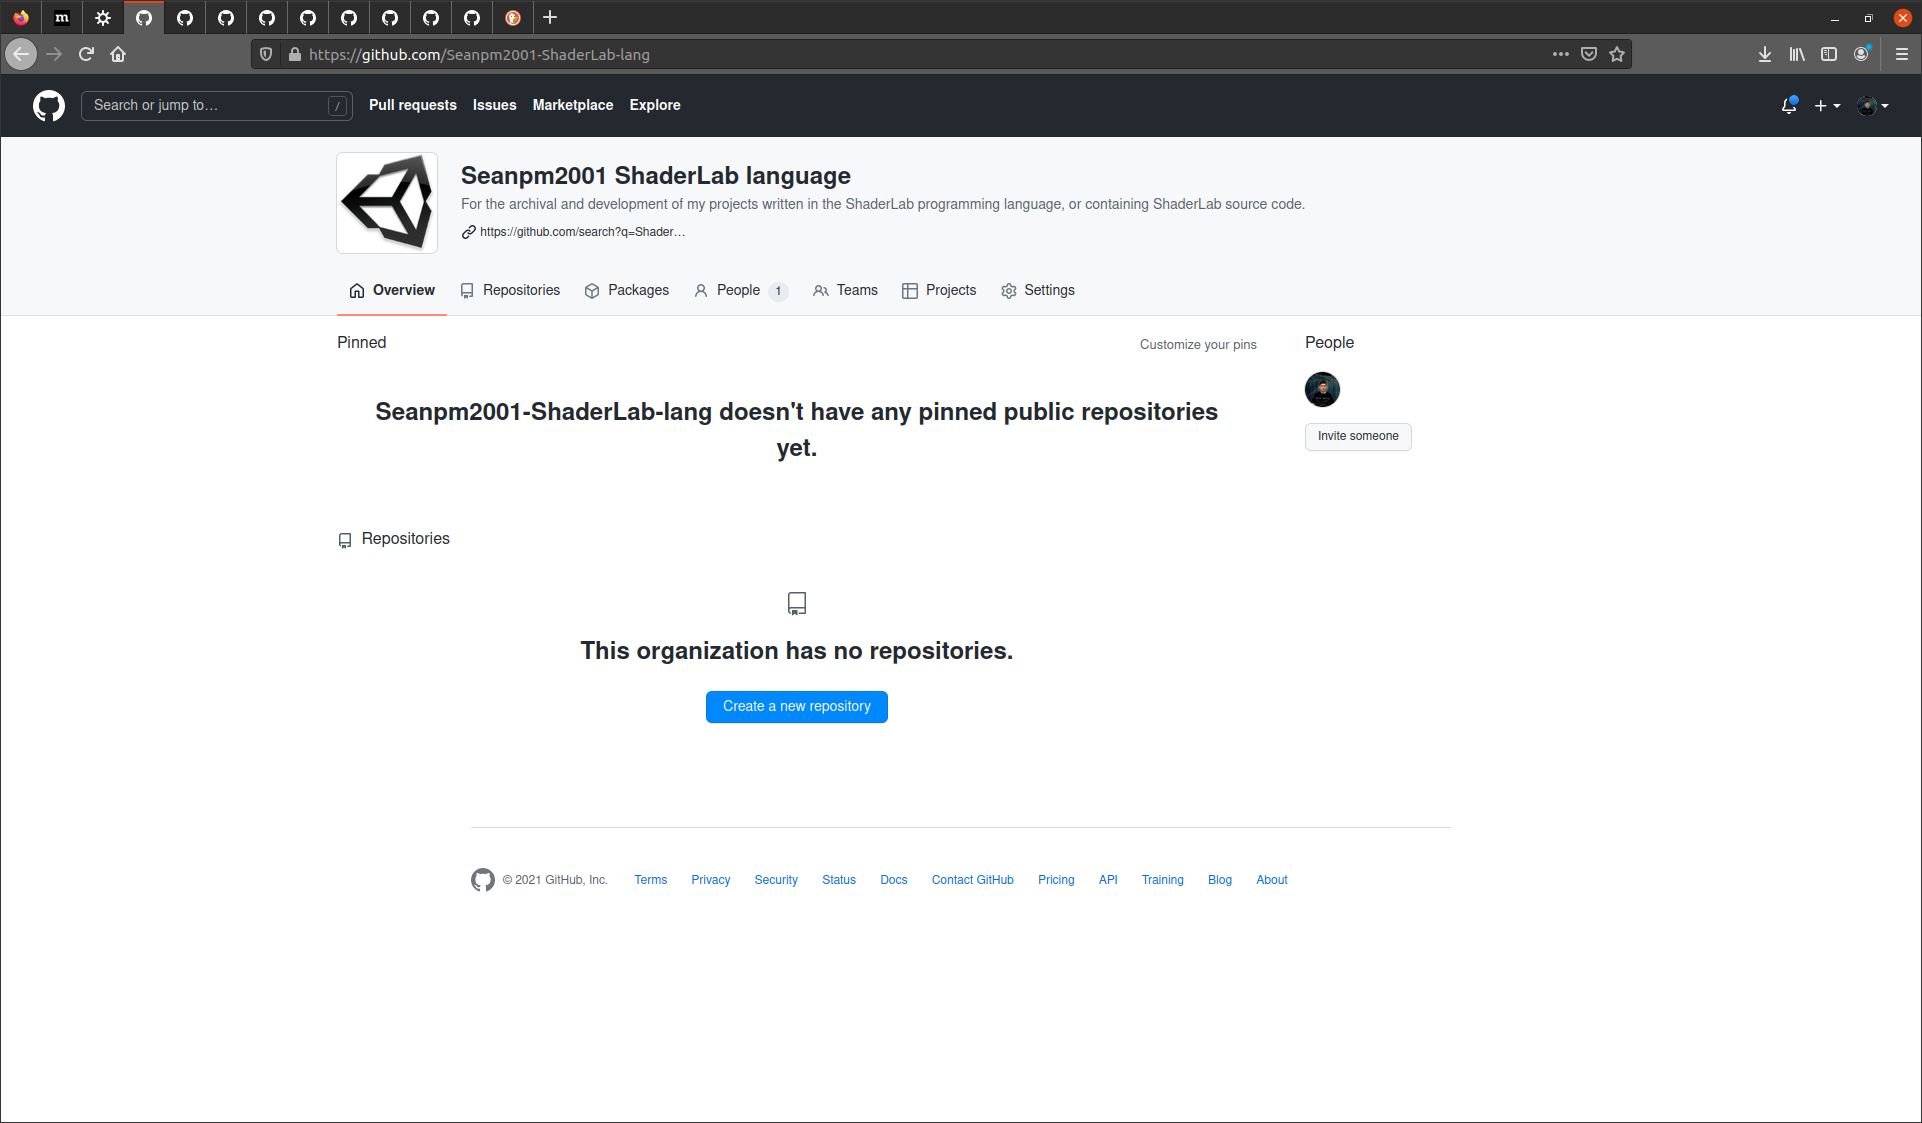 m
https://github.com/Seanpm2001-ShaderLab-lang
Search or jump to…
/
Pull requests
Issues
Marketplace
Explore
Seanpm2001 ShaderLab language
For the archival and development of my projects written in the ShaderLab programming language, or containing ShaderLab source code.
https://github.com/search?q=Shader…
Overview
Repositories
Packages
People 1
Teams
Projects
Settings
Pinned
Customize your pins
Seanpm2001-ShaderLab-lang doesn't have any pinned public repositories
yet.
People
Invite someone
Repositories
This organization has no repositories.
Create a new repository
© 2021 GitHub, Inc.
Terms
Privacy
Security
Status
Docs
Contact GitHub
Pricing
API
Training
Blog
About